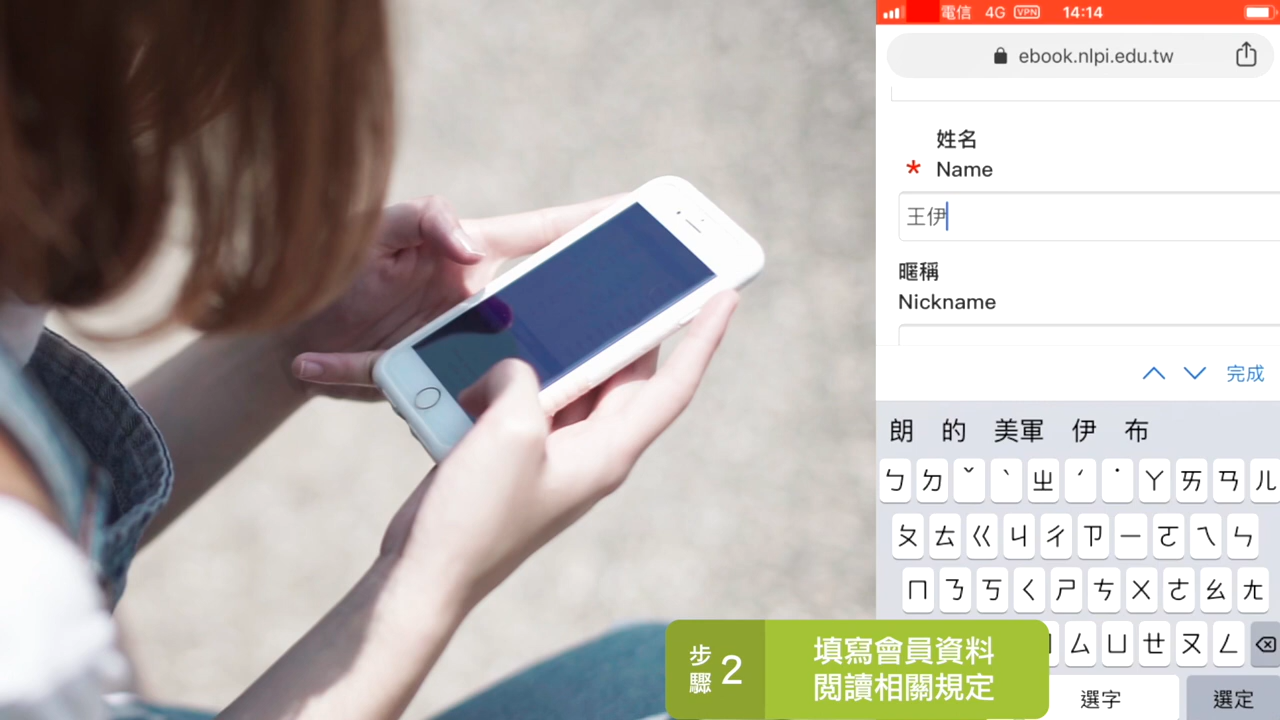 電信 4G VPN 14:14
ebook.nlpi.edu.tw
姓名
* Name
王伊
暱稱
Nickname
完成
朗 的 美軍 伊 布
ㄅ ㄉ ˇ ˋ ㄓ ˊ ˙ ㄚ ㄞ ㄢ ㄦ
ㄆ ㄊ ㄍ ㄐ ㄔ ㄗ ㄧ ㄛ ㄟ ㄣ
ㄇ ㄋ ㄎ ㄑ ㄕ ㄘ ㄨ ㄜ ㄠ ㄤ
ㄙ ㄩ ㄝ ㄡ ㄥ
選字 選定
步驟 2
填寫會員資料
閱讀相關規定